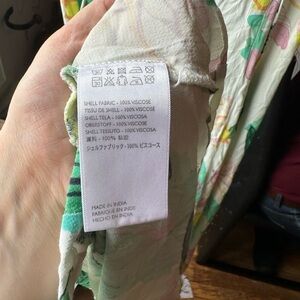 SHELL FABRIC - 100% VISCOSE
TISSU DE SHELL - 100% VISCOSE
SHELL TELA - 100% VISCOSA
OBERSTOFF - 100% VISKOSE
SHELL TESSUTO - 100% VISCOSA
面料 - 100% 粘胶
シェルファブリック - 100% ビスコース
MADE IN INDIA
FABRIQUÉ EN INDE
HECHO EN INDIA